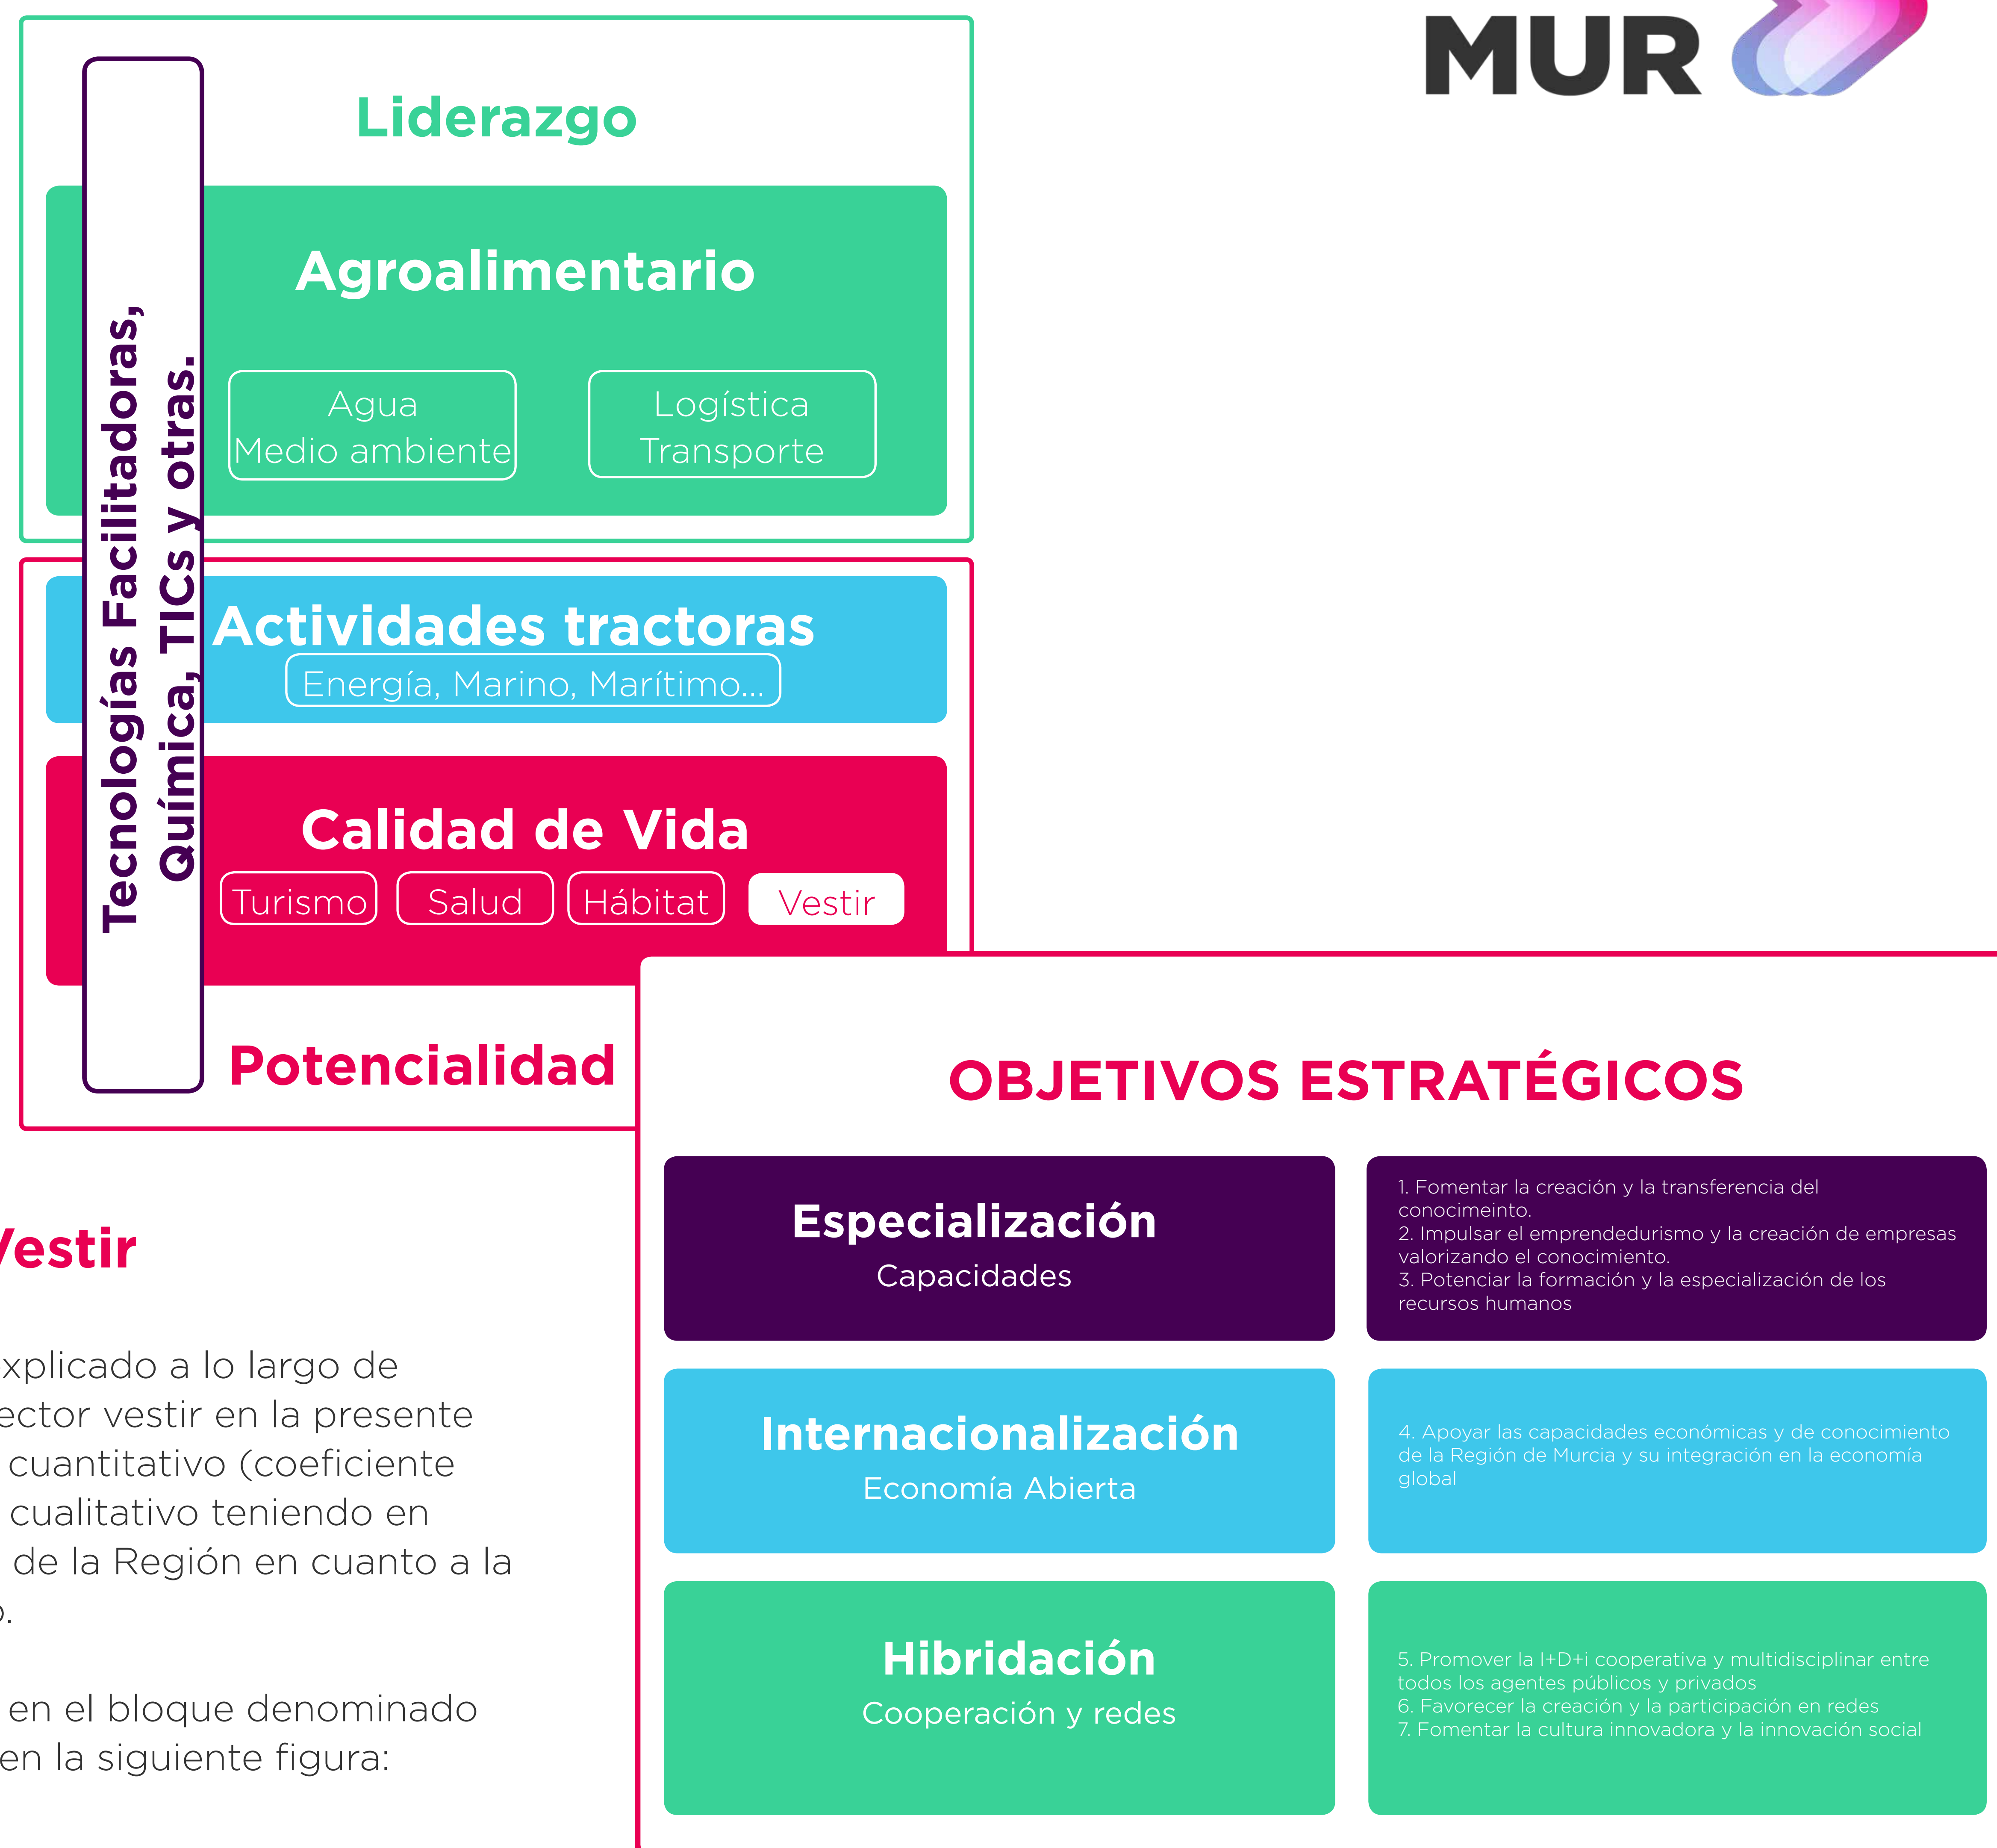 MUR
Liderazgo
Agroalimentario
Agua
Medio ambiente
Logística
Transporte
Tecnologías Facilitadoras,
Química, TICs y otras.
Actividades tractoras
Energía, Marino, Marítimo...
Calidad de Vida
Turismo
Salud
Hábitat
Vestir
Potencialidad
Vestir
explicado a lo largo de
ector vestir en la presente
cuantitativo (coeficiente
cualitativo teniendo en
de la Región en cuanto a la
o.
en el bloque denominado
en la siguiente figura:
OBJETIVOS ESTRATÉGICOS
Especialización
Capacidades
1. Fomentar la creación y la transferencia del
conocimeinto.
2. Impulsar el emprendedurismo y la creación de empresas
valorizando el conocimiento.
3. Potenciar la formación y la especialización de los
recursos humanos
Internacionalización
Economía Abierta
4. Apoyar las capacidades económicas y de conocimiento
de la Región de Murcia y su integración en la economía
global
Hibridación
Cooperación y redes
5. Promover la I+D+i cooperativa y multidisciplinar entre
todos los agentes públicos y privados
6. Favorecer la creación y la participación en redes
7. Fomentar la cultura innovadora y la innovación social